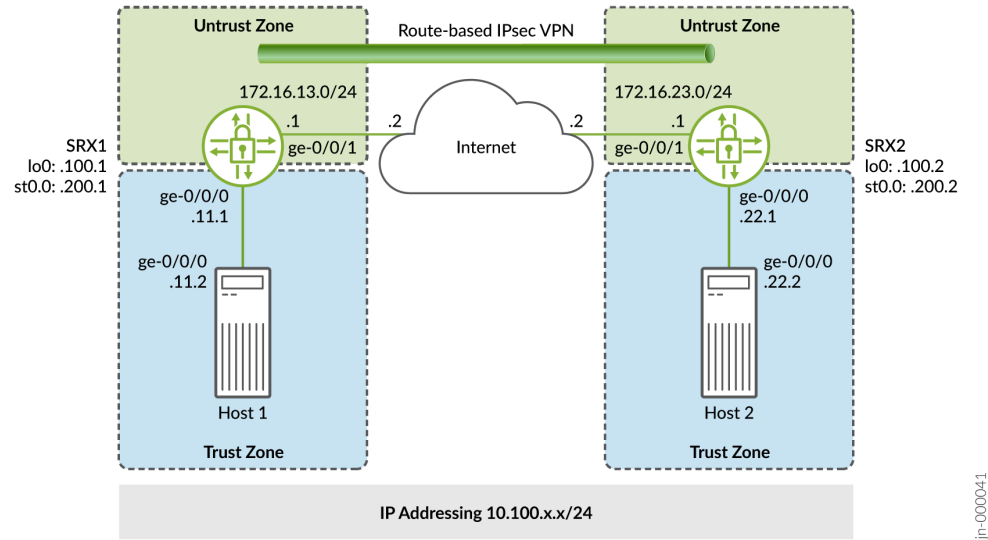 Untrust Zone
Route-based IPsec VPN
Untrust Zone
172.16.13.0/24
172.16.23.0/24
.1
.2
.2
.1
SRX1
lo0: .100.1
st0.0: .200.1
ge-0/0/1
Internet
ge-0/0/1
SRX2
lo0: .100.2
st0.0: .200.2
ge-0/0/0
.11.1
ge-0/0/0
.22.1
ge-0/0/0
.11.2
ge-0/0/0
.22.2
Host 1
Host 2
Trust Zone
Trust Zone
IP Addressing 10.100.x.x/24
jn-000041